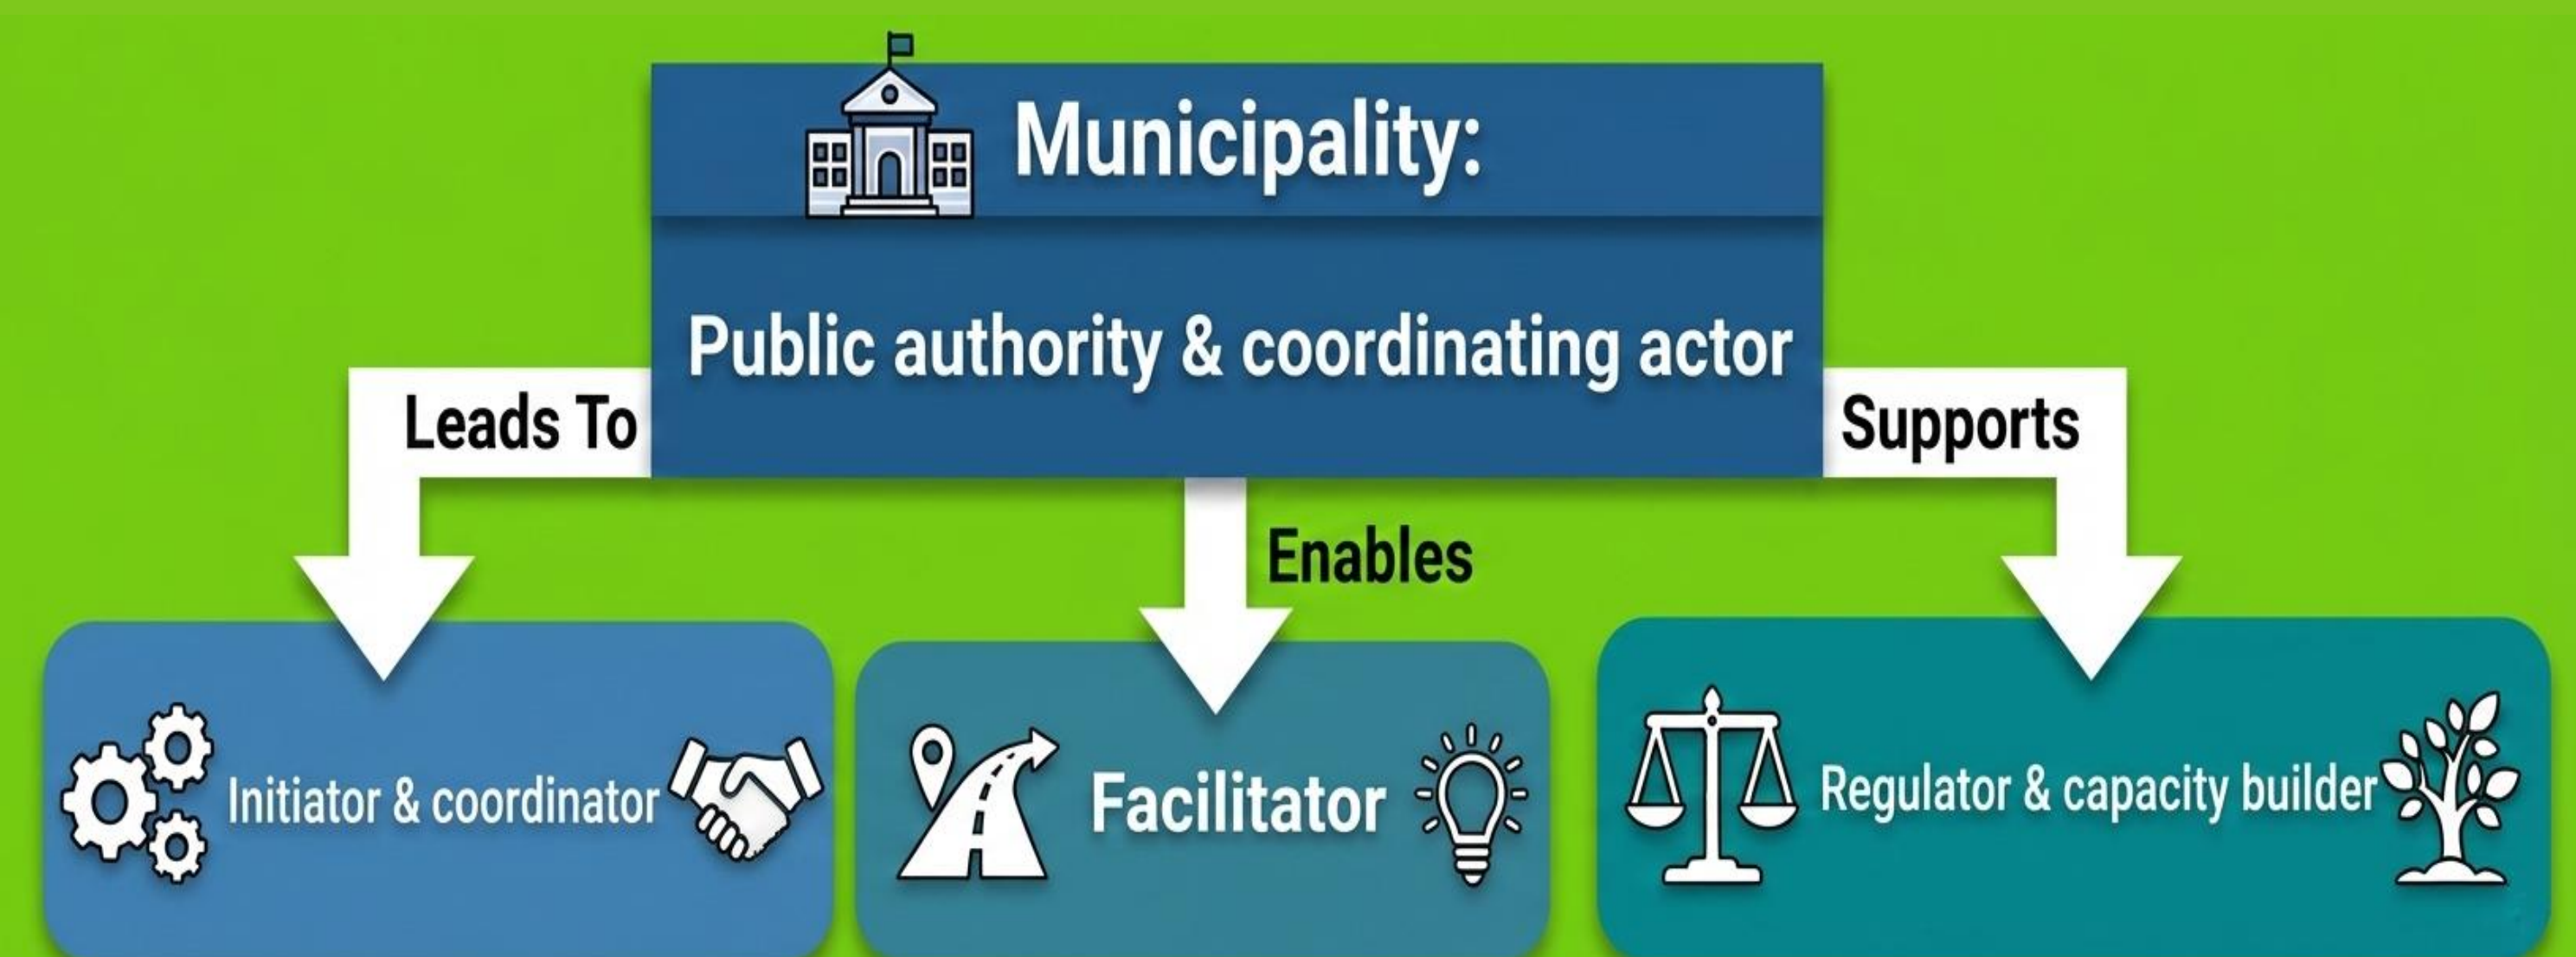 Municipality:
Public authority & coordinating actor
Leads To
Supports
Enables
Initiator & coordinator
Facilitator
Regulator & capacity builder